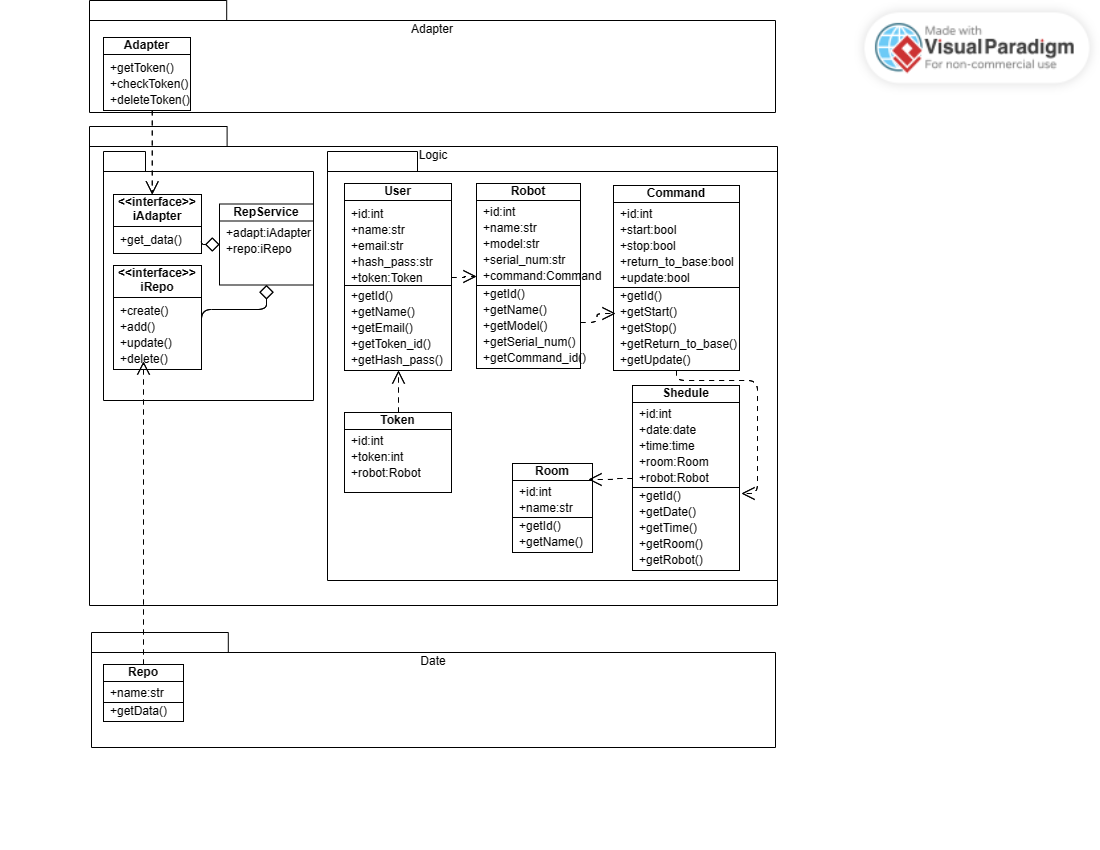 Adapter
Made with
Visual Paradigm
For non-commercial use
Adapter
+getToken()
+checkToken()
+deleteToken()
Logic
<<interface>>
iAdapter
+get_data()
RepService
+adapt:iAdapter
+repo:iRepo
<<interface>>
iRepo
+create()
+add()
+update()
+delete()
User
+id:int
+name:str
+email:str
+hash_pass:str
+token:Token
+getId()
+getName()
+getEmail()
+getToken_id()
+getHash_pass()
Robot
+id:int
+name:str
+model:str
+serial_num:str
+command:Command
+getId()
+getName()
+getModel()
+getSerial_num()
+getCommand_id()
Command
+id:int
+start:bool
+stop:bool
+return_to_base:bool
+update:bool
+getId()
+getStart()
+getStop()
+getReturn_to_base()
+getUpdate()
Token
+id:int
+token:int
+robot:Robot
Room
+id:int
+name:str
+getId()
+getName()
Shedule
+id:int
+date:date
+time:time
+room:Room
+robot:Robot
+getId()
+getDate()
+getTime()
+getRoom()
+getRobot()
Date
Repo
+name:str
+getData()